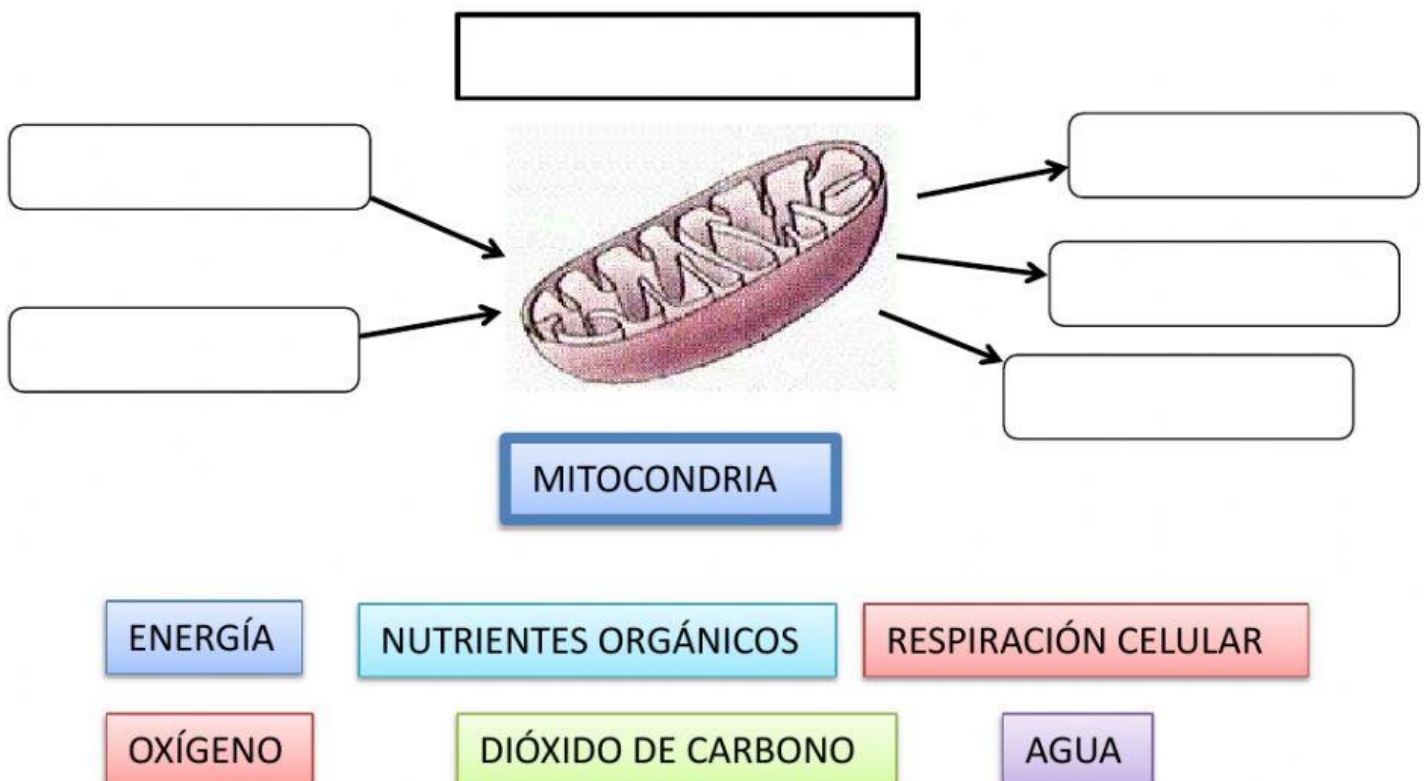 MITOCONDRIA
ENERGÍA
NUTRIENTES ORGÁNICOS
RESPIRACIÓN CELULAR
OXÍGENO
DIÓXIDO DE CARBONO
AGUA